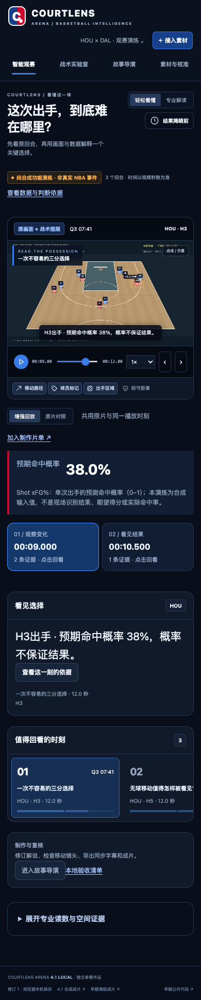 COURTLENS
ARENA / BASKETBALL INTELLIGENCE
HOU × DAL · 观赛演练
+ 接入素材
智能观赛
战术实验室
故事导演
素材与校准
COURTLENS / 看懂这一球
轻松看懂
专业解读
这次出手，到底难
在哪里?
结果揭晓前
先看原回合，再用画面与数据解释一个
关键选择。
纯合成功能演练 · 非真实 NBA 事件
3 个回合 · 时间以视频秒数为准
查看数据与判断依据
原画面 + 战术图层
Q3 07:41
HOU · H3
READ THE POSSESSION
一次不容易的三分选择
合成 / 示意
H3出手 · 预期命中概率 38%，概率不保证结果。
00:09.00
00:12.00
1×
‹
›
移动路径
球员标记
出手区域
防守距离
增强回放
原片对照
共用原片与同一播放时刻
加入制作片单 ↗
预期命中概率
38.0%
Shot xFG%：单次出手的预测命中概率（0–1）；本演练为合成
输入值，不是现场识别结果、期望得分或实际命中率。
01 / 观察变化
00:09.000
2 条证据 · 点击回看
02 / 看见结果
00:10.500
1 条证据 · 点击回看
看见选择
HOU
H3出手 · 预期命中概率 38%，概率
不保证结果。
查看这一刻的依据
一次不容易的三分选择 · 12.0 秒
H3
值得回看的时刻
3
01
Q3 07:41
一次不容易的三分选择
HOU · H3 · 12.0 秒
02
无球移动值得怎样被看见?
HOU · H5 · 12.0 秒
制作与复核
修订解说、检查移动镜头、导出同步字幕和成片。
进入故事导演
本地验收清单
▶ 展开专业读数与空间证据
COURTLENS ARENA 4.1 LOCAL · 独立参赛作品
修订 1 · 浏览器本机保存
4.1 合成成片 ↗
早期演练成片 ↗
早期公开代码 ↗